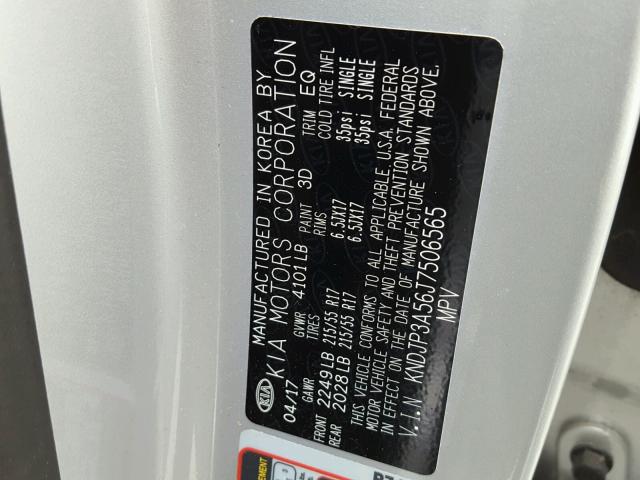 KIA
MANUFACTURED IN KOREA BY
KIA MOTORS CORPORATION
04/17 GVWR 4101LB PAINT 3D TRIM EQ
GAWR TIRES RIMS COLD TIRE INFL
FRONT 2249LB 215/55 R17 6.5JX17 35psi SINGLE
REAR 2028LB 215/55 R17 6.5JX17 35psi SINGLE
THIS VEHICLE CONFORMS TO ALL APPLICABLE U.S.A. FEDERAL
MOTOR VEHICLE SAFETY AND THEFT PREVENTION STANDARDS
IN EFFECT ON THE DATE OF MANUFACTURE SHOWN ABOVE.
V.I.N KNDJP3A56J7506565
MPV